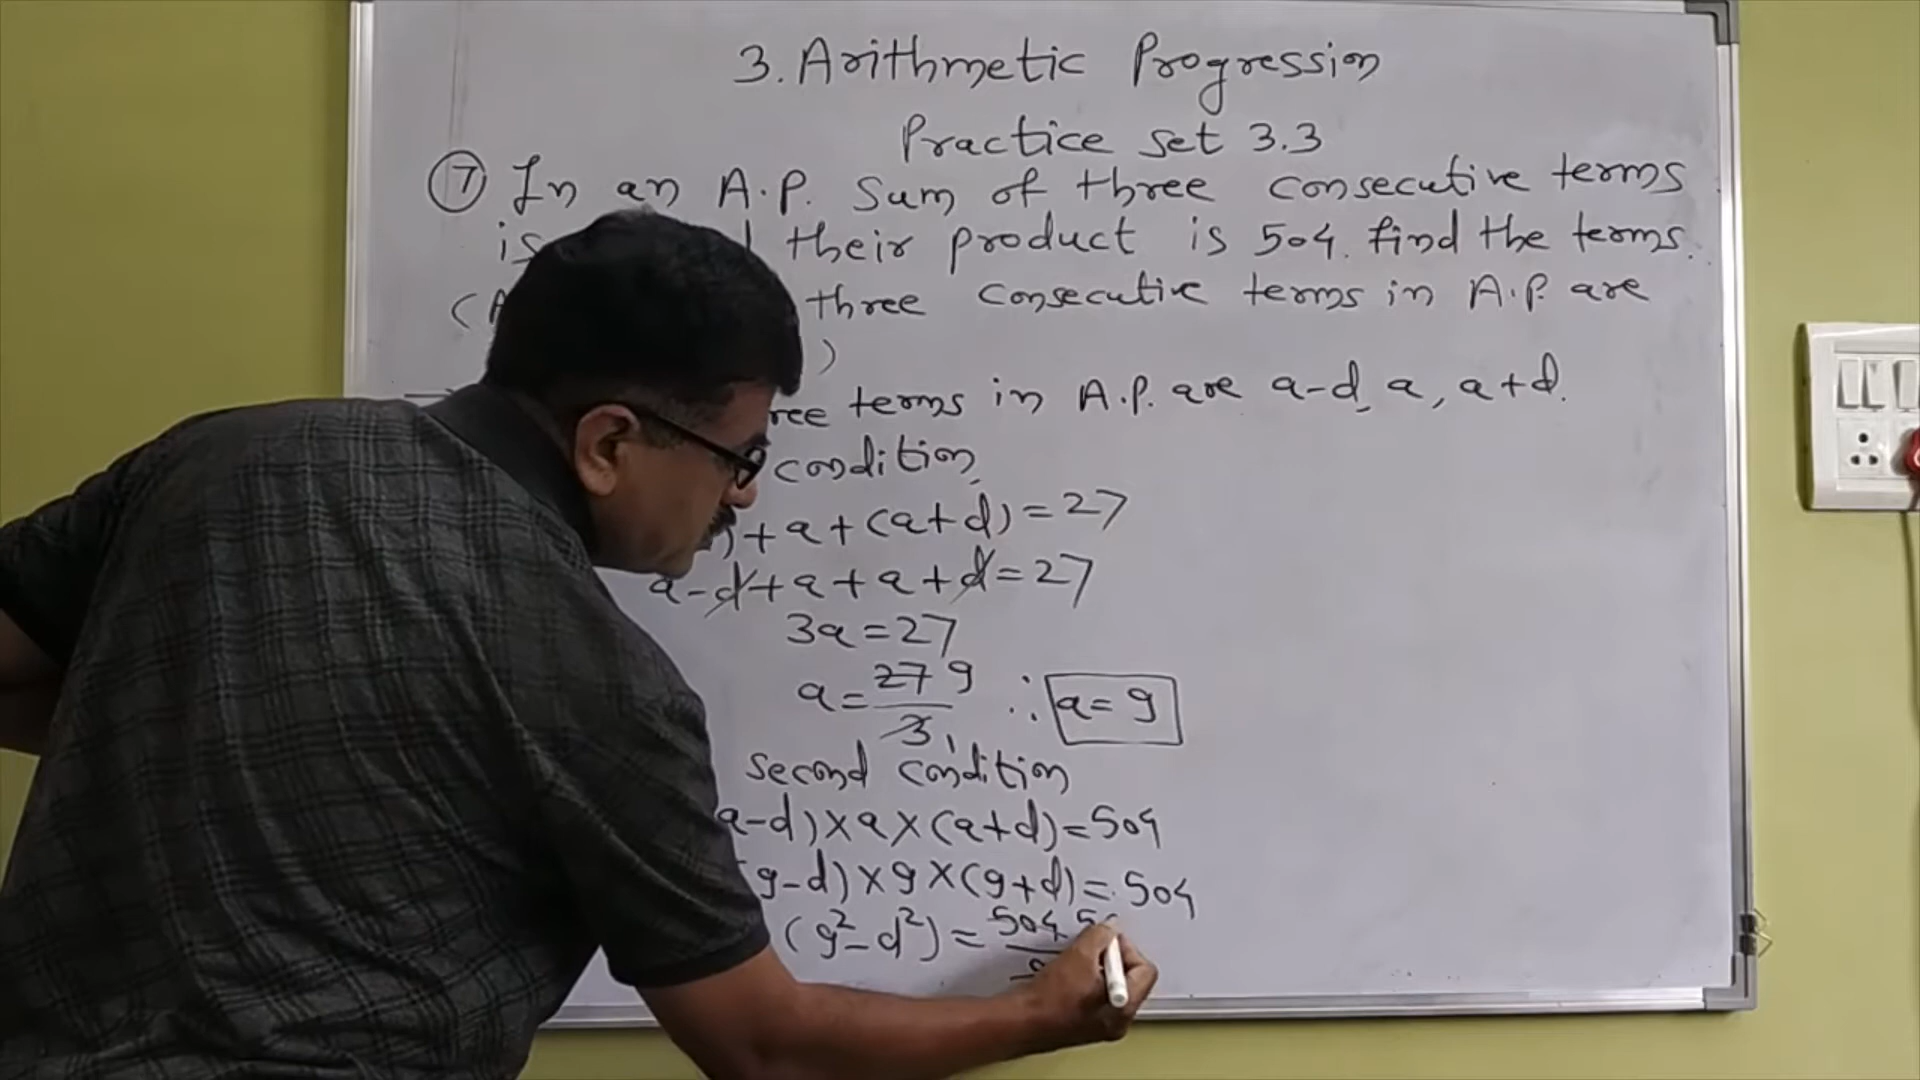 3. Arithmetic Progression
Practice set 3.3
7 In an A.P. sum of three consecutive terms
is their product is 504. find the terms.
(A three consecutive terms in A.P. are
)
terms in A.P. are a-d, a, a+d.
condition,
)+a+(a+d)=27
a-d+a+a+d=27
3a=27
a=27/3 9 1 ∴ a=9
second condition
a-d)×a×(a+d)=504
(9-d)×9×(9+d)=504
(9²-d²)=504